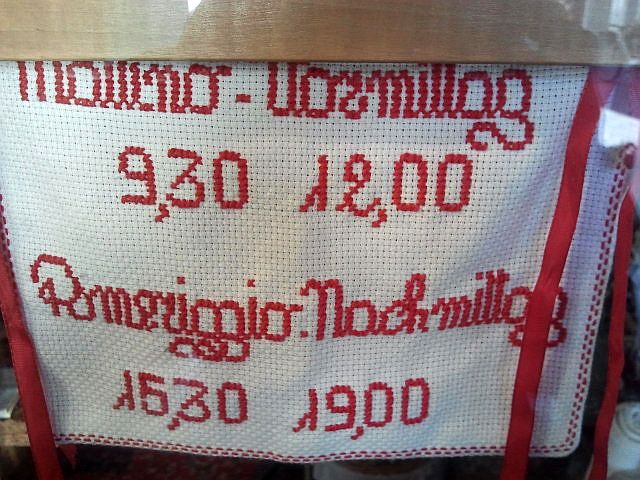 Mattino - Vormittag
9,30 12,00
Pomeriggio - Nachmittag
15,30 19,00